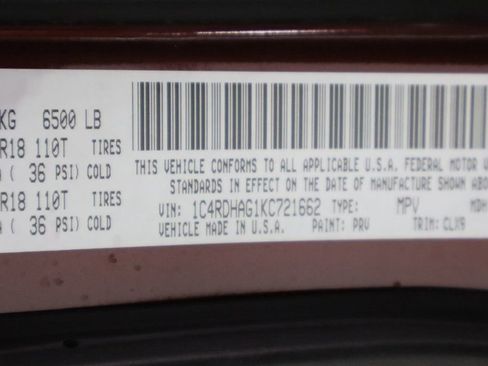 KG 6500 LB
R18 110T TIRES
( 36 PSI) COLD
R18 110T TIRES
( 36 PSI) COLD
THIS VEHICLE CONFORMS TO ALL APPLICABLE U.S.A. FEDERAL MOTOR
STANDARDS IN EFFECT ON THE DATE OF MANUFACTURE SHOWN ABO
VIN: 1C4RDHAG1KC721662 TYPE: MPV MDH
VEHICLE MADE IN U.S.A. PAINT: PRV TRIM: CLX9